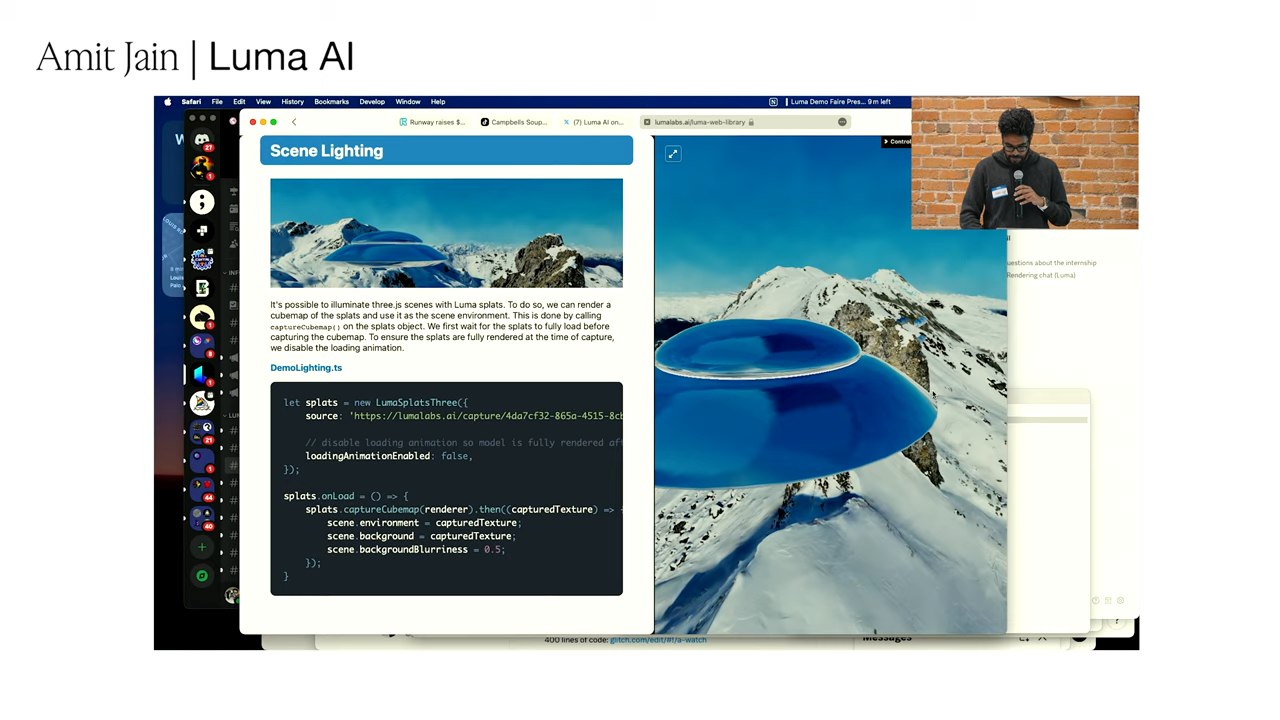 Amit Jain | Luma AI
Safari File Edit View History Bookmarks Develop Window Help
Luma Demo Faire Pres... 9 m left
Runway raises $...
Campbells Soup...
(7) Luma AI on...
lumalabs.ai/luma-web-library
Scene Lighting
It's possible to illuminate three.js scenes with Luma splats. To do so, we can render a
cubemap of the splats and use it as the scene environment. This is done by calling
captureCubemap() on the splats object. We first wait for the splats to fully load before
capturing the cubemap. To ensure the splats are fully rendered at the time of capture,
we disable the loading animation.
DemoLighting.ts
let splats = new LumaSplatsThree({
source: 'https://lumalabs.ai/capture/4da7cf32-865a-4515-8cb
// disable loading animation so model is fully rendered aft
loadingAnimationEnabled: false,
});
splats.onLoad = () => {
splats.captureCubemap(renderer).then((capturedTexture) => {
scene.environment = capturedTexture;
scene.background = capturedTexture;
scene.backgroundBlurriness = 0.5;
});
}
Control
uestions about the internship
Rendering chat (Luma)
400 lines of code: glitch.com/edit/#!/a-watch
Messages